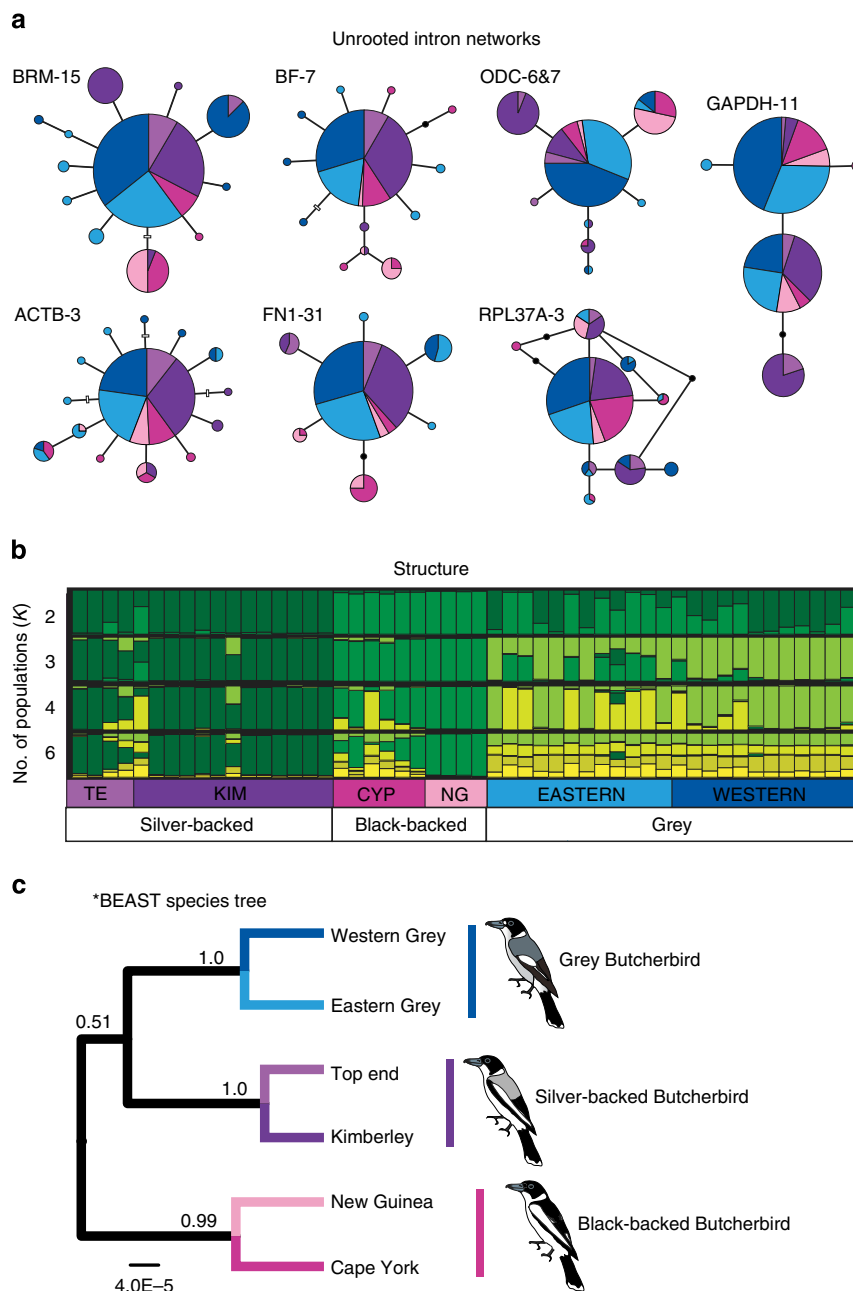 a
Unrooted intron networks
BRM-15
BF-7
ODC-6&7
GAPDH-11
ACTB-3
FN1-31
RPL37A-3
b
Structure
No. of populations (K)
2
3
4
6
TE
KIM
CYP
NG
EASTERN
WESTERN
Silver-backed
Black-backed
Grey
c
*BEAST species tree
1.0
Western Grey
Grey Butcherbird
Eastern Grey
0.51
1.0
Top end
Silver-backed Butcherbird
Kimberley
0.99
New Guinea
Black-backed Butcherbird
Cape York
4.0E–5